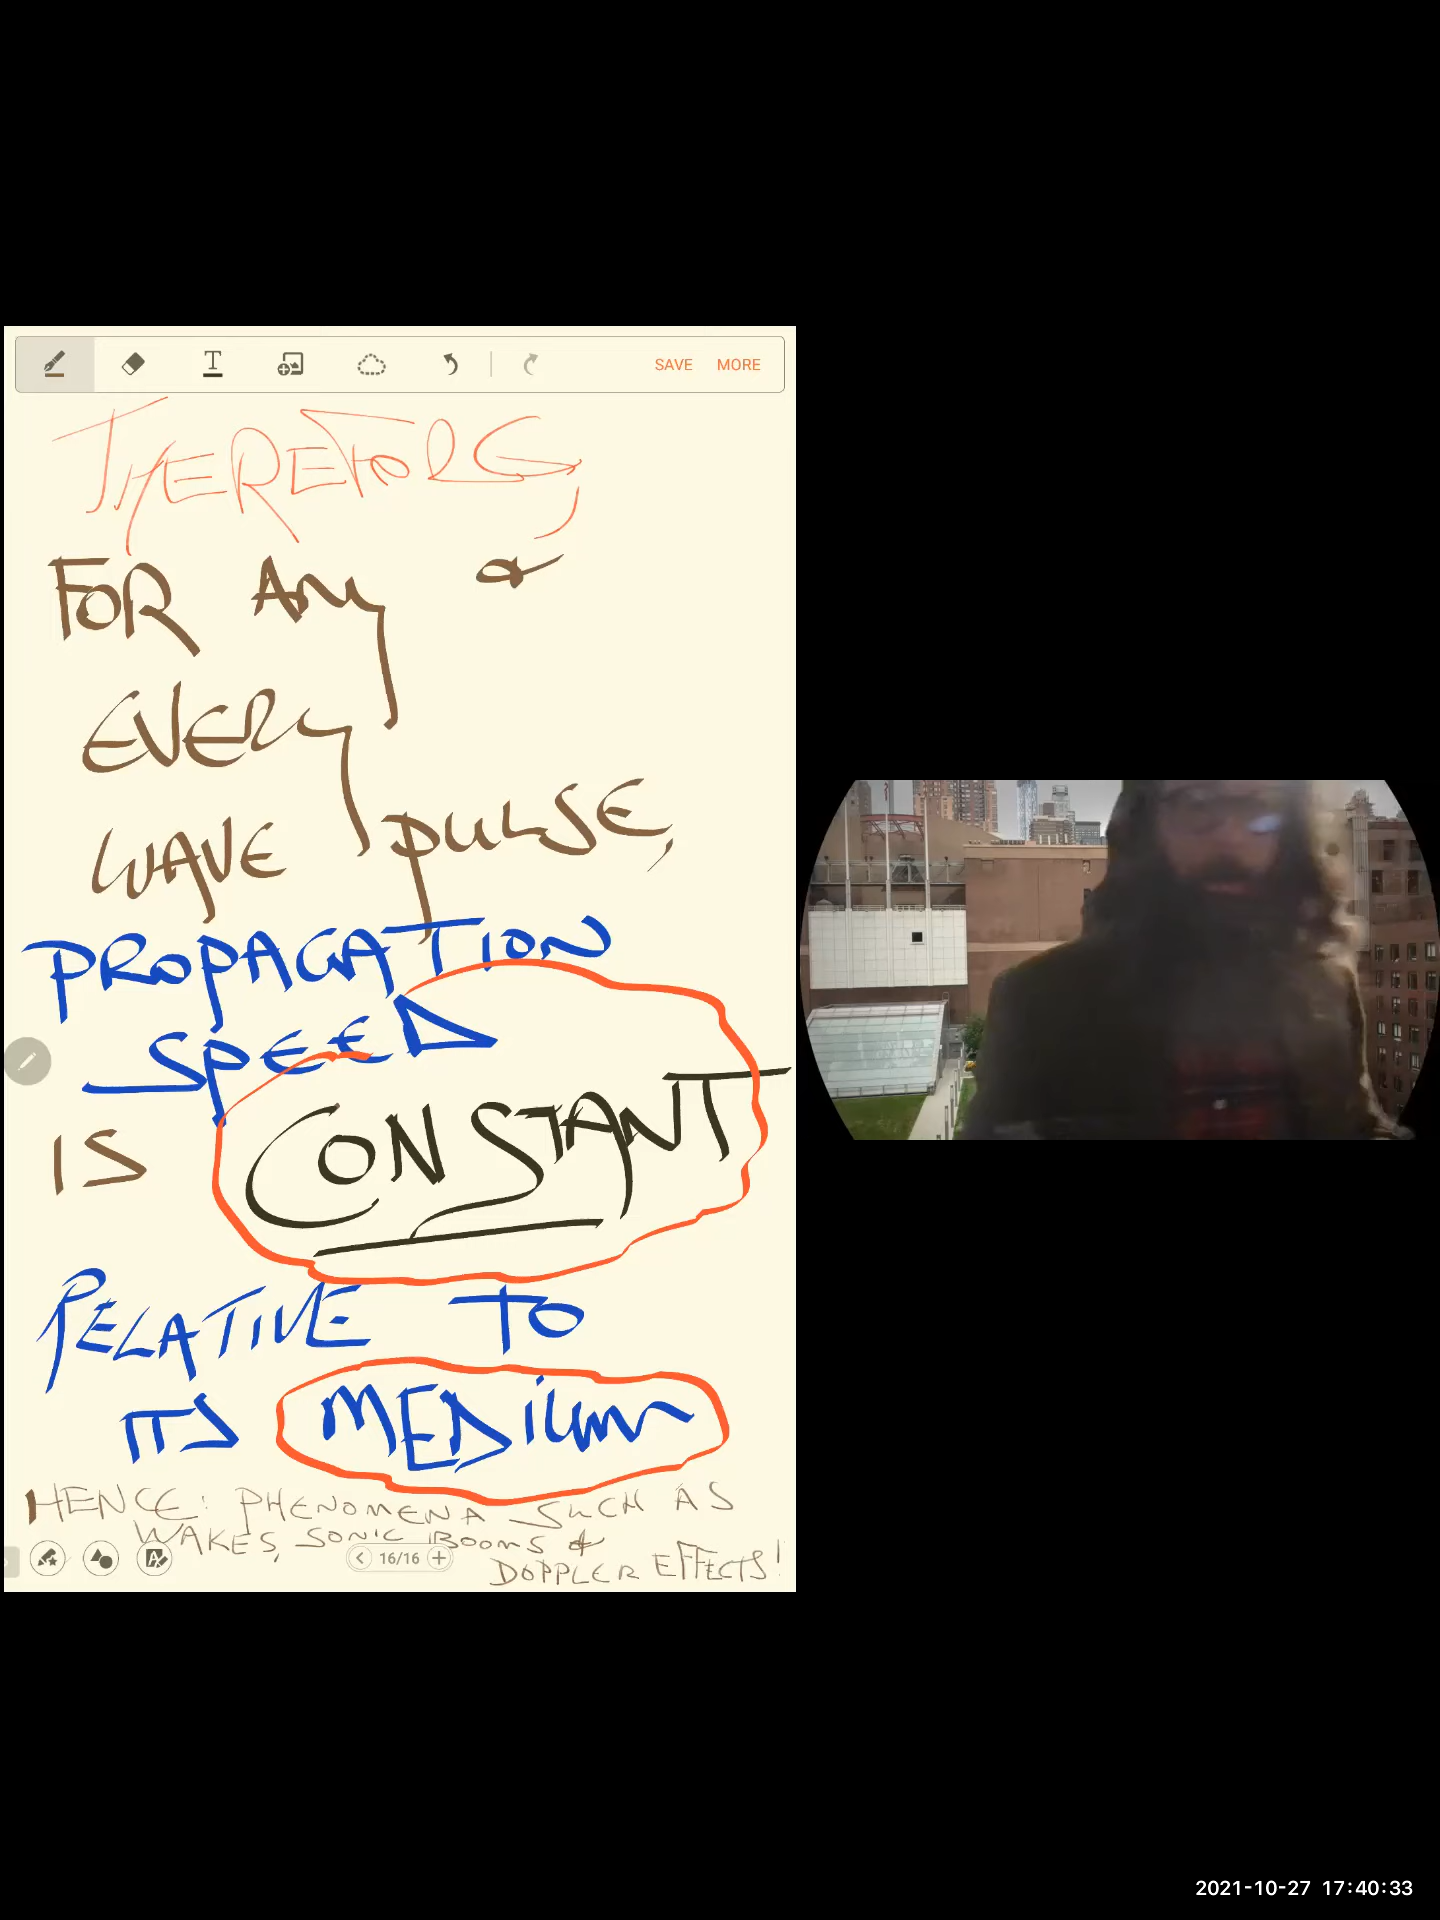 T
SAVE
MORE
THEREFORE,
FOR ANY &
EVERY
WAVE PULSE,
PROPAGATION
SPEED
IS CONSTANT
RELATIVE TO
ITS MEDIUM
HENCE: PHENOMENA SUCH AS
WAKES, SONIC BOOMS &
DOPPLER EFFECTS!
A
16/16
2021-10-27 17:40:33